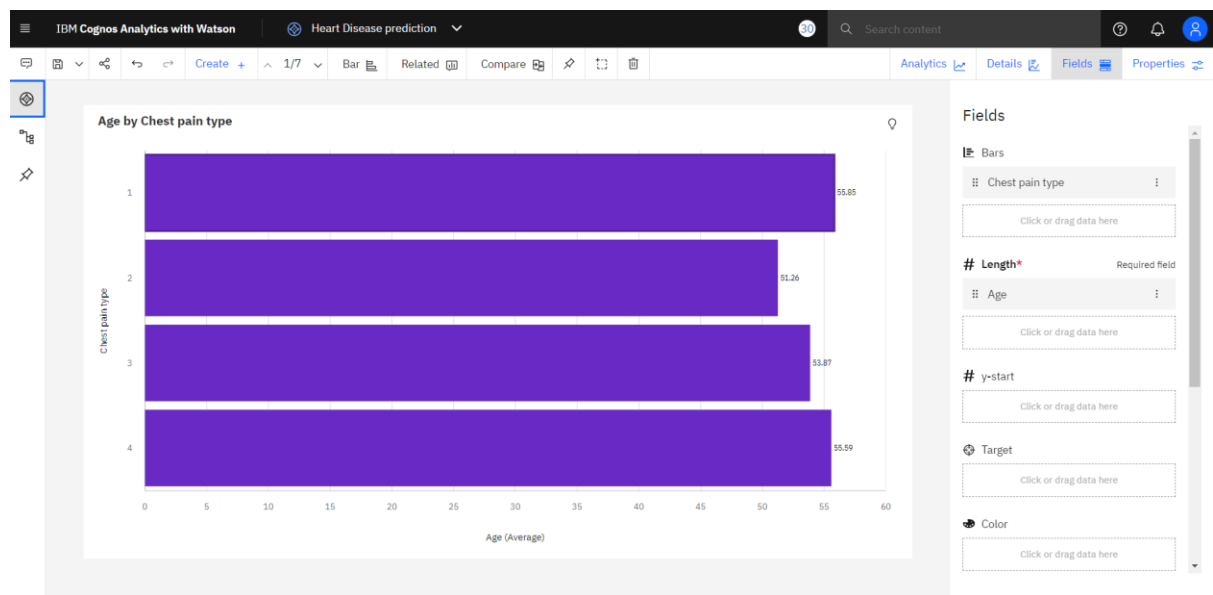 IBM Cognos Analytics with Watson
Heart Disease prediction
30
Search content
Create +
1/7
Bar
Related
Compare
Analytics
Details
Fields
Properties
Age by Chest pain type
Chest pain type
1
55.85
2
51.26
3
53.87
4
55.59
0 5 10 15 20 25 30 35 40 45 50 55 60
Age (Average)
Fields
Bars
Chest pain type
Click or drag data here
# Length* Required field
Age
Click or drag data here
# y-start
Click or drag data here
Target
Click or drag data here
Color
Click or drag data here